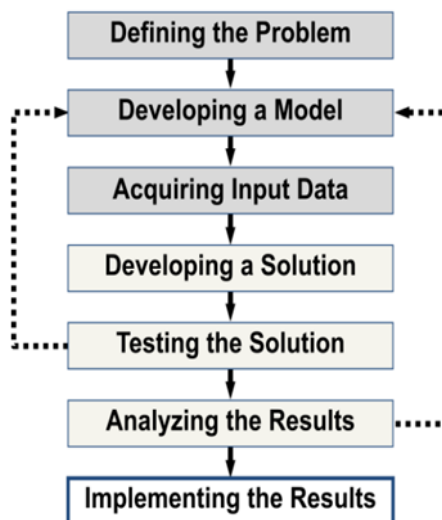 Defining the Problem
Developing a Model
Acquiring Input Data
Developing a Solution
Testing the Solution
Analyzing the Results
Implementing the Results